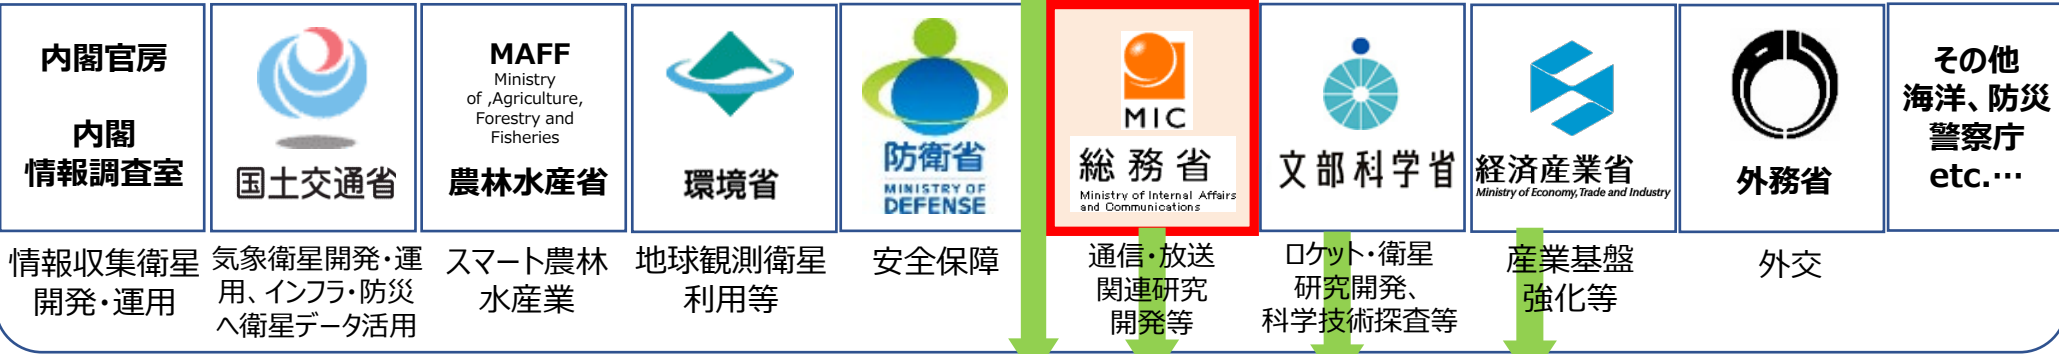 内閣官房
内閣
情報調査室
国土交通省
MAFF
Ministry
of ,Agriculture,
Forestry and
Fisheries
農林水産省
環境省
防衛省
MINISTRY OF
DEFENSE
MIC
総務省
Ministry of Internal Affairs
and Communications
文部科学省
経済産業省
Ministry of Economy, Trade and Industry
外務省
その他
海洋、防災
警察庁
etc.…
情報収集衛星
開発・運用
気象衛星開発・運
用、インフラ・防災
へ衛星データ活用
スマート農林
水産業
地球観測衛星
利用等
安全保障
通信・放送
関連研究
開発等
ロケット・衛星
研究開発、
科学技術探査等
産業基盤
強化等
外交